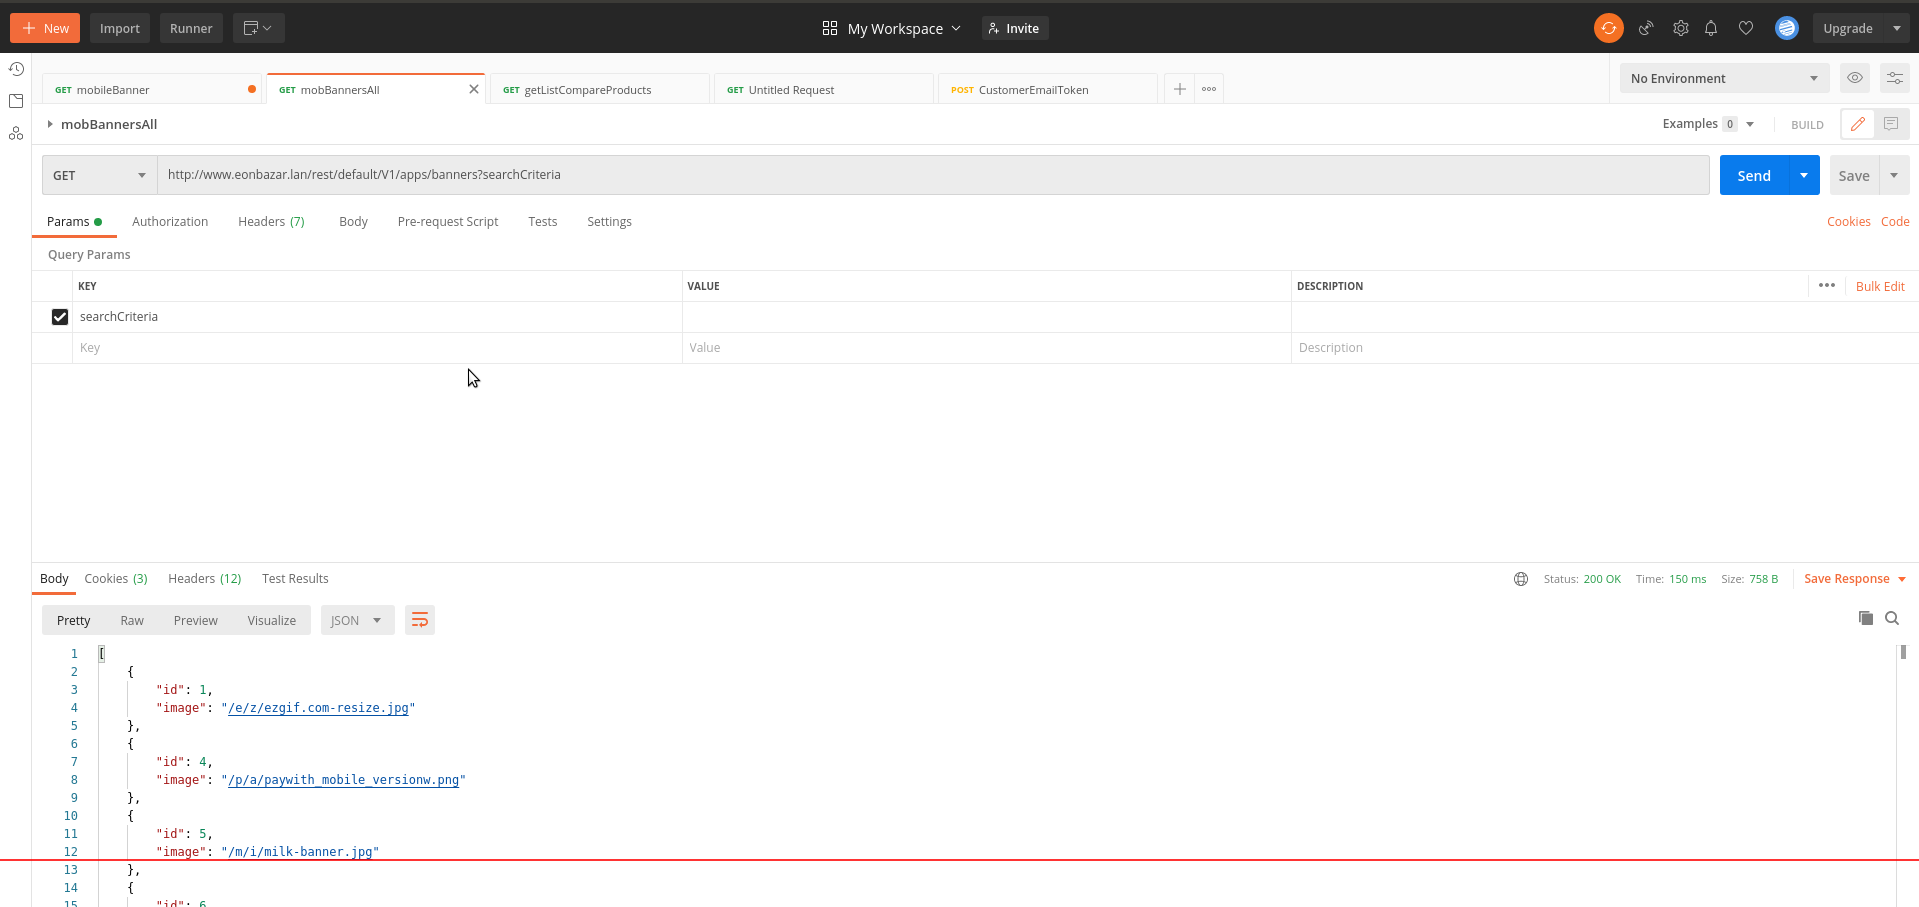 New Import Runner My Workspace Invite Upgrade
GET mobileBanner GET mobBannersAll GET getListCompareProducts GET Untitled Request POST CustomerEmailToken No Environment
mobBannersAll Examples 0 BUILD
GET http://www.eonbazar.lan/rest/default/V1/apps/banners?searchCriteria Send Save
Params Authorization Headers (7) Body Pre-request Script Tests Settings Cookies Code
Query Params
KEY VALUE DESCRIPTION Bulk Edit
searchCriteria
Key Value Description
Body Cookies (3) Headers (12) Test Results Status: 200 OK Time: 150 ms Size: 758 B Save Response
Pretty Raw Preview Visualize JSON
1 [
2 {
3 "id": 1,
4 "image": "/e/z/ezgif.com-resize.jpg"
5 },
6 {
7 "id": 4,
8 "image": "/p/a/paywith_mobile_versionw.png"
9 },
10 {
11 "id": 5,
12 "image": "/m/i/milk-banner.jpg"
13 },
14 {
15 "id": 6,